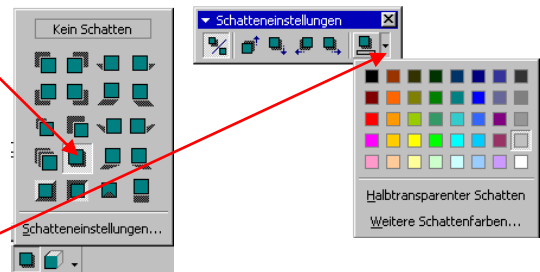 Kein Schatten
Schatteneinstellungen...
Schatteneinstellungen
Halbtransparenter Schatten
Weitere Schattenfarben...